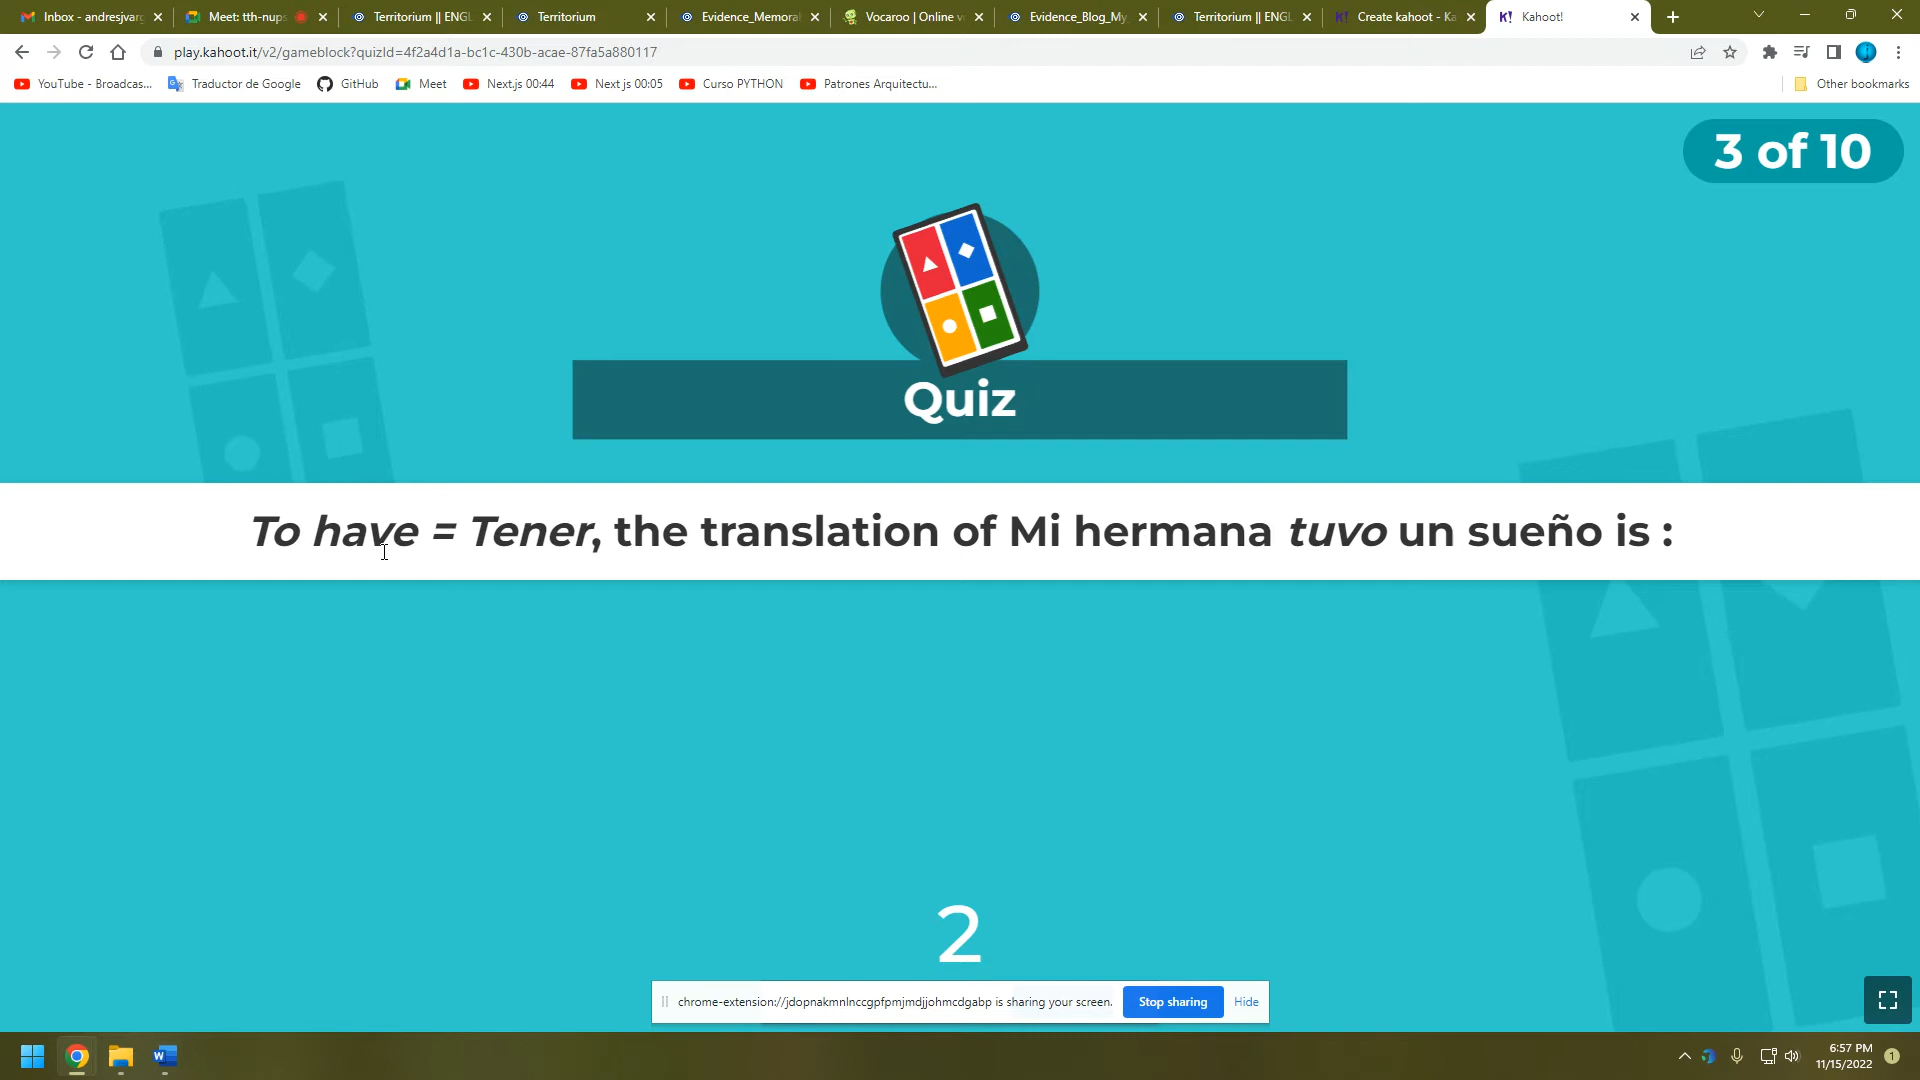 Inbox - andresjvar
Meet: tth-nups
Territorium || ENGL
Territorium
Evidence_Memora
Vocaroo | Online v
Evidence_Blog_My
Territorium || ENGL
Create kahoot - Ka
Kahoot!
play.kahoot.it/v2/gameblock?quizId=4f2a4d1a-bc1c-430b-acae-87fa5a880117
YouTube - Broadcas...
Traductor de Google
GitHub
Meet
Next.js 00:44
Next js 00:05
Curso PYTHON
Patrones Arquitectu...
Other bookmarks
3 of 10
Quiz
To have = Tener, the translation of Mi hermana tuvo un sueño is :
2
chrome-extension://jdopnakmnlnccgpfpmjmdjjohmcdgabp is sharing your screen.
Stop sharing
Hide
6:57 PM
11/15/2022
1